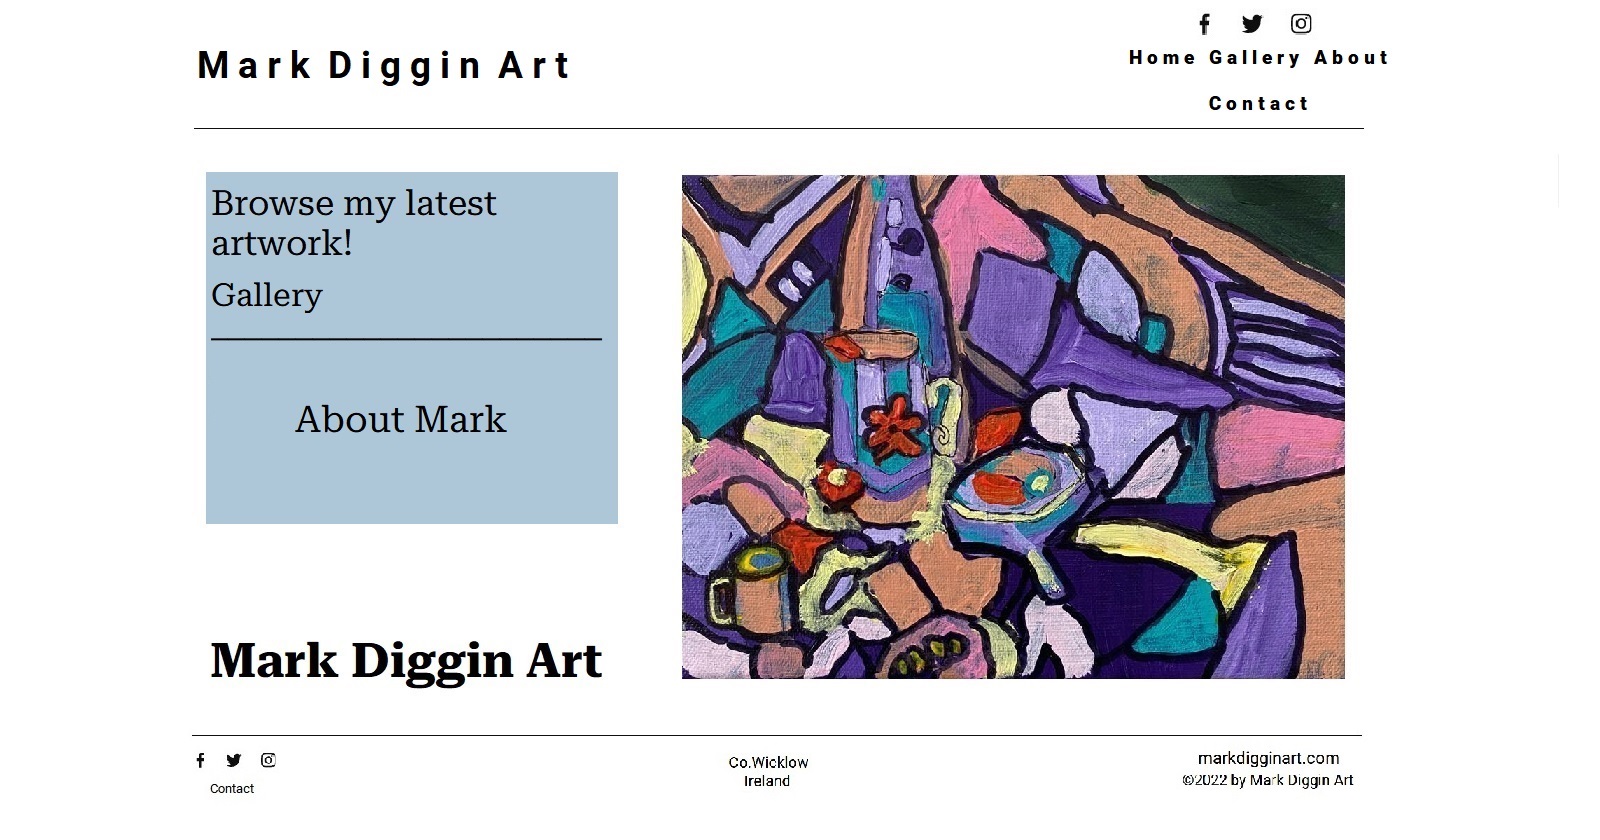 Mark Diggin Art
Home Gallery About
Contact
Browse my latest
artwork!
Gallery
About Mark
Mark Diggin Art
Contact
Co.Wicklow
Ireland
markdigginart.com
©2022 by Mark Diggin Art